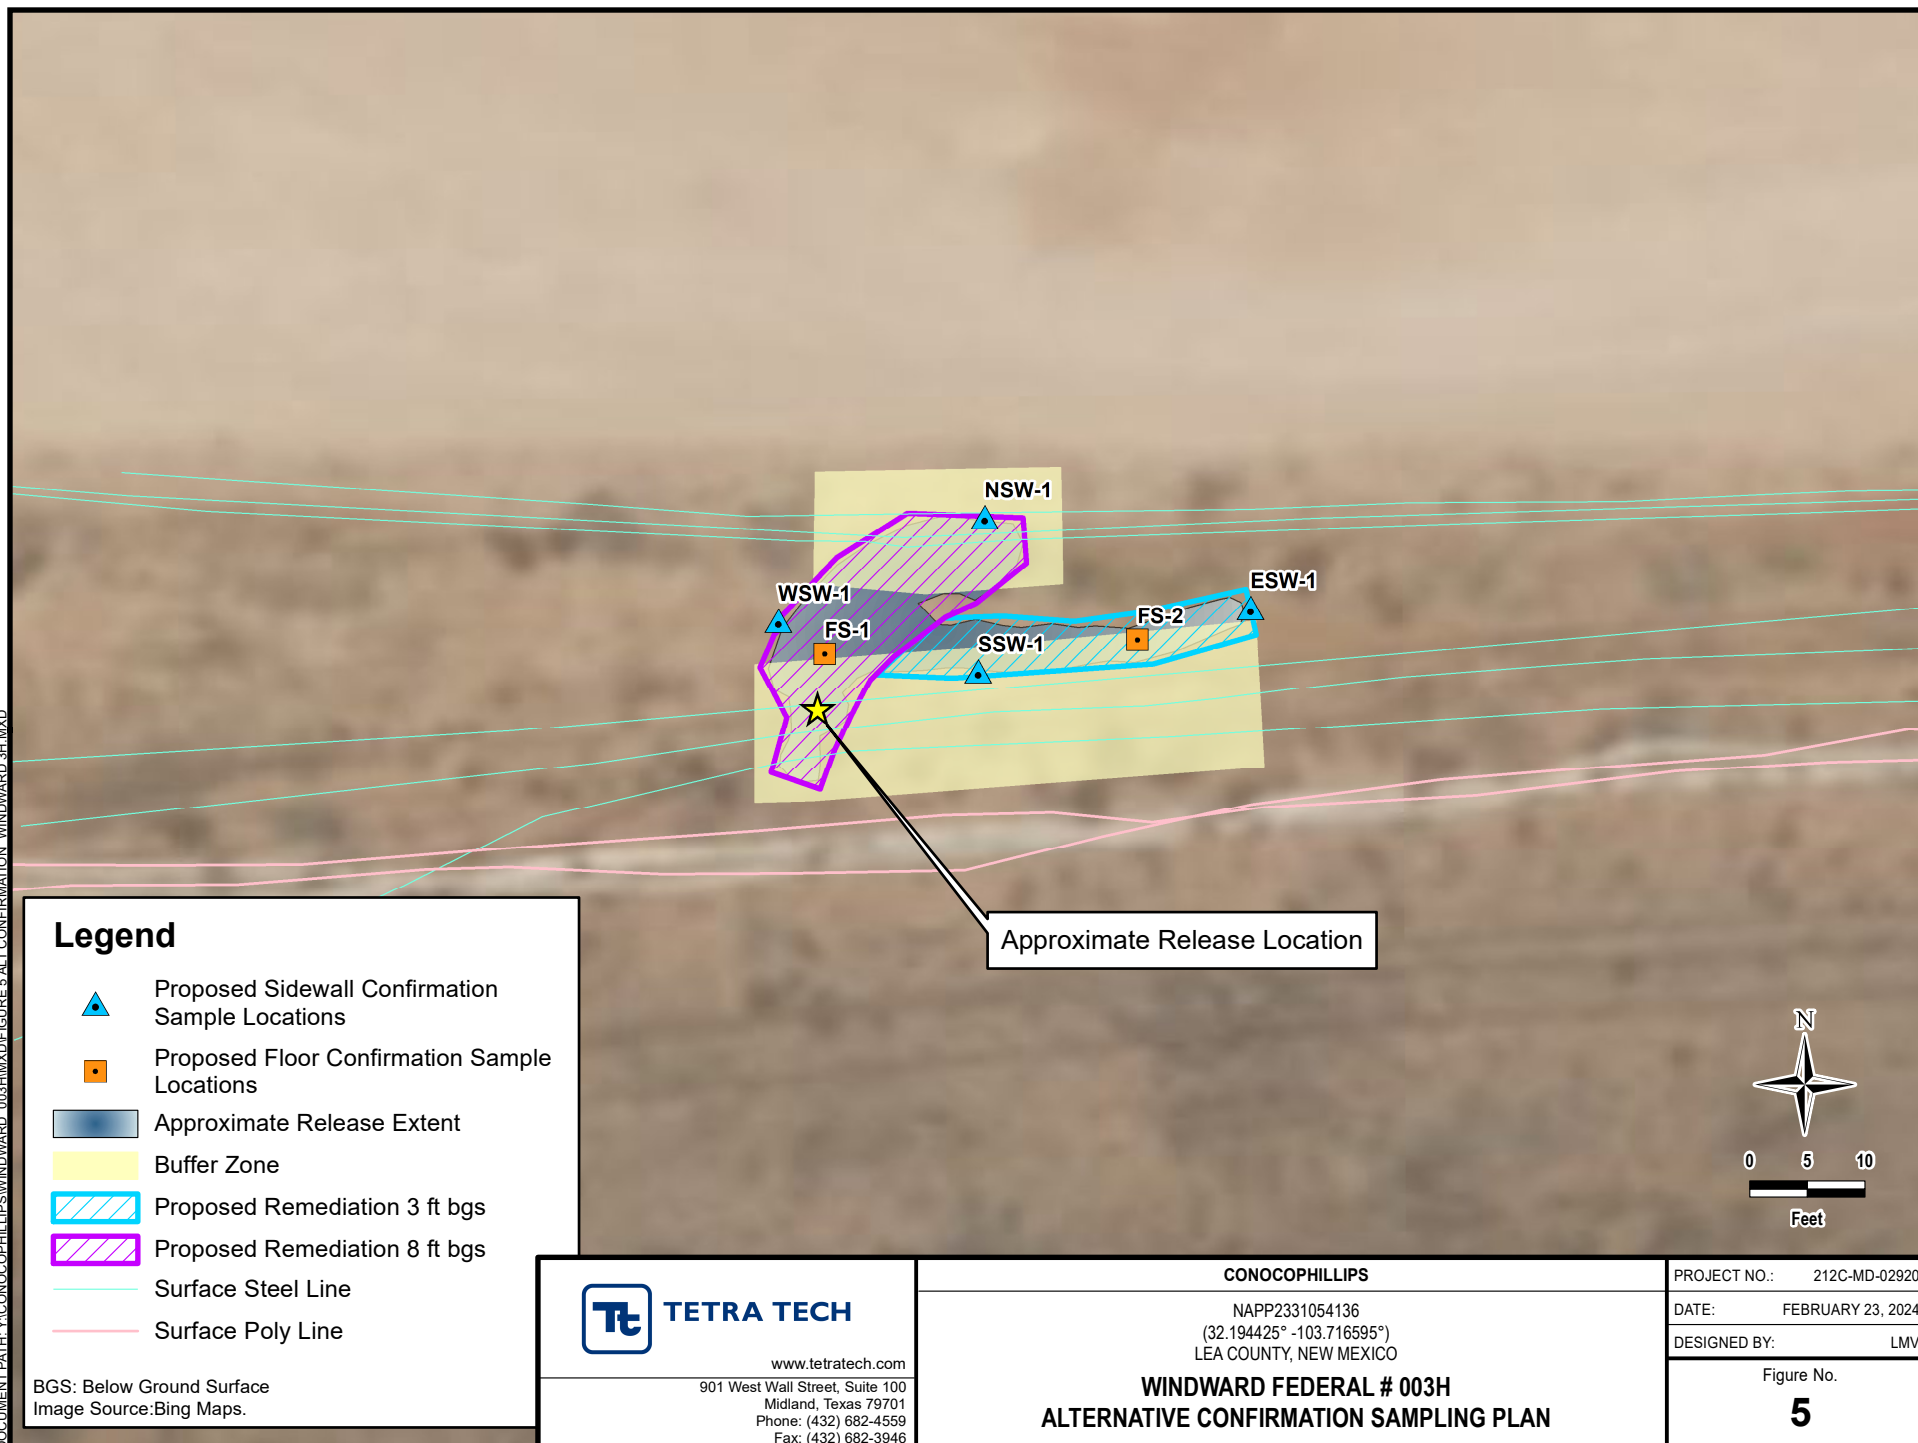 NSW-1
WSW-1
ESW-1
FS-1
FS-2
SSW-1
Approximate Release Location
Legend
Proposed Sidewall Confirmation
Sample Locations
Proposed Floor Confirmation Sample
Locations
Approximate Release Extent
Buffer Zone
Proposed Remediation 3 ft bgs
Proposed Remediation 8 ft bgs
Surface Steel Line
Surface Poly Line
BGS: Below Ground Surface
Image Source:Bing Maps.
N
0 5 10
Feet
TETRA TECH
www.tetratech.com
901 West Wall Street, Suite 100
Midland, Texas 79701
Phone: (432) 682-4559
Fax: (432) 682-3946
CONOCOPHILLIPS
NAPP2331054136
(32.194425° -103.716595°)
LEA COUNTY, NEW MEXICO
WINDWARD FEDERAL # 003H
ALTERNATIVE CONFIRMATION SAMPLING PLAN
PROJECT NO.: 212C-MD-02920
DATE: FEBRUARY 23, 2024
DESIGNED BY: LMV
Figure No.
5